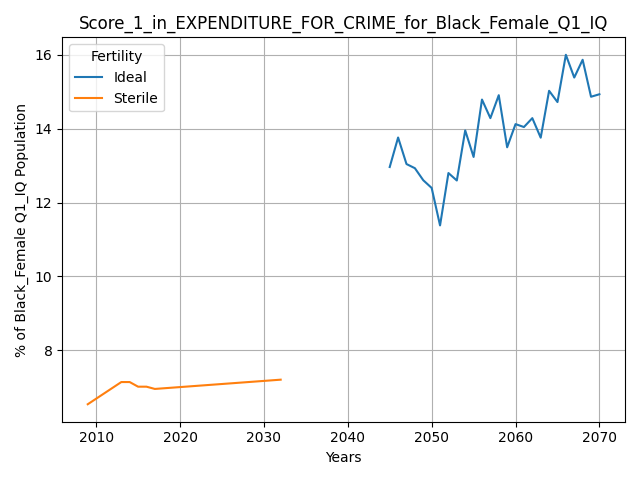 Score_1_in_EXPENDITURE_FOR_CRIME_for_Black_Female_Q1_IQ
Fertility
Ideal
Sterile
% of Black_Female Q1_IQ Population
16
14
12
10
8
2010 2020 2030 2040 2050 2060 2070
Years